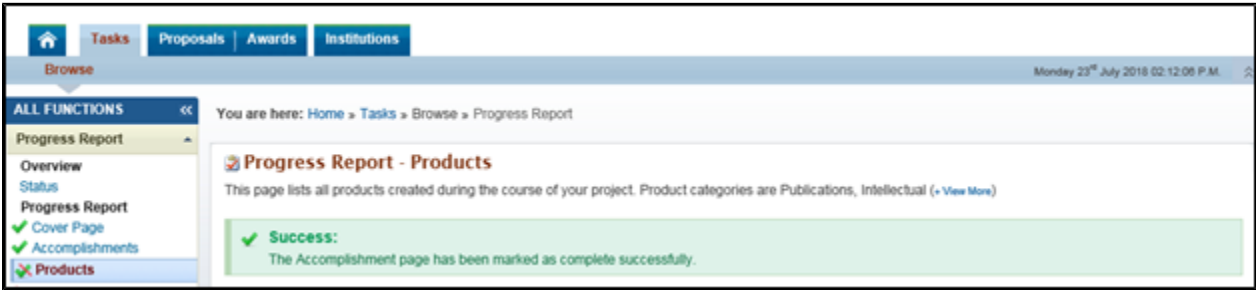 Tasks
Proposals | Awards
Institutions
Browse
Monday 23rd July 2018 02:12:06 P.M.
ALL FUNCTIONS «
You are here: Home » Tasks » Browse » Progress Report
Progress Report
Overview
Status
Progress Report
Cover Page
Accomplishments
Products
Progress Report - Products
This page lists all products created during the course of your project. Product categories are Publications, Intellectual (+ View More)
Success:
The Accomplishment page has been marked as complete successfully.